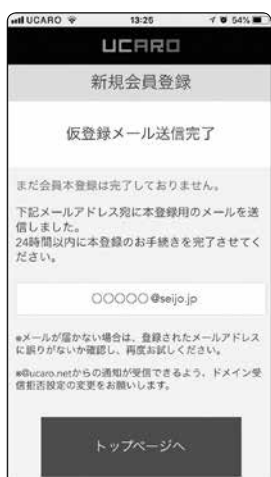 UCARO 13:25 54%
UCARO
新規会員登録
仮登録メール送信完了
まだ会員本登録は完了しておりません。
下記メールアドレス宛に本登録用のメールを送
信しました。
24時間以内に本登録のお手続きを完了させてく
ださい。
○○○○○@seijo.jp
※メールが届かない場合は、登録されたメールアドレス
に誤りがないか確認し、再度お試しください。
※@ucaro.netからの通知が受信できるよう、ドメイン受
信拒否設定の変更をお願いします。
トップページへ